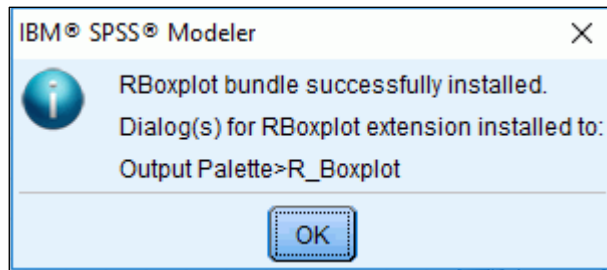 IBM® SPSS® Modeler
RBoxplot bundle successfully installed.
Dialog(s) for RBoxplot extension installed to:
Output Palette>R_Boxplot
OK